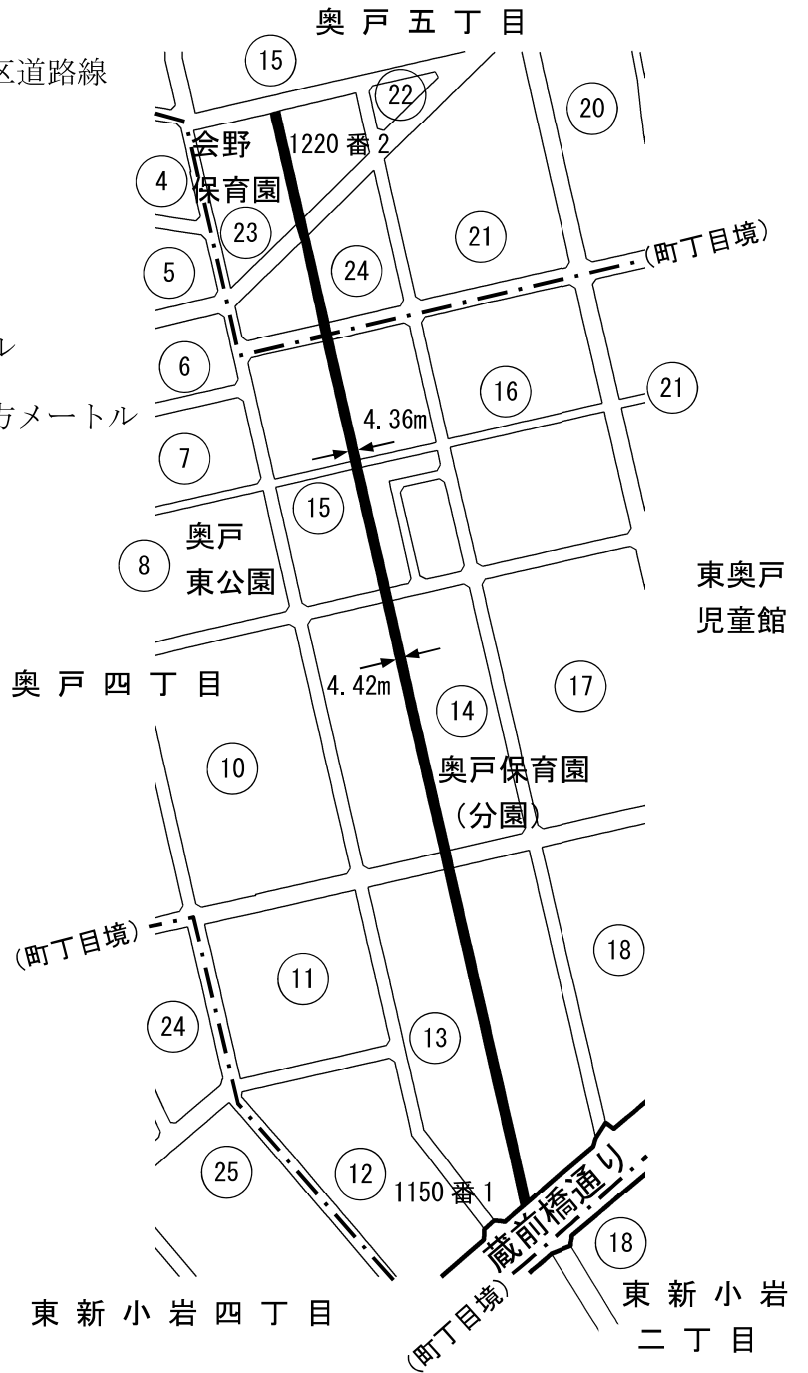 奥戸五丁目
区道路線
15
22
20
会野
保育園
1220番2
4
23
21
(町丁目境)
5
24
ル
6
16
21
方メートル
4.36m
7
15
奥戸
東公園
8
東奥戸
児童館
奥戸四丁目
4.42m
14
17
10
奥戸保育園
(分園)
(町丁目境)
11
18
24
13
25
12
1150番1
蔵前橋通り
18
東新小岩四丁目
(町丁目境)
東新小岩
二丁目